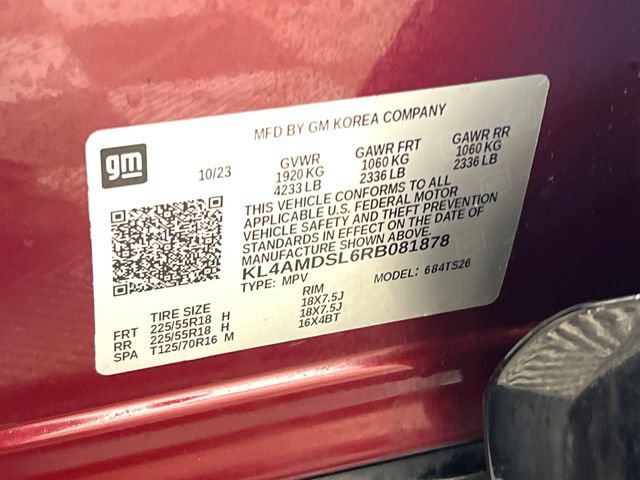 MFD BY GM KOREA COMPANY
gm
10/23
GVWR GAWR FRT GAWR RR
1920 KG 1060 KG 1060 KG
4233 LB 2336 LB 2336 LB
THIS VEHICLE CONFORMS TO ALL
APPLICABLE U.S. FEDERAL MOTOR
VEHICLE SAFETY AND THEFT PREVENTION
STANDARDS IN EFFECT ON THE DATE OF
MANUFACTURE SHOWN ABOVE.
KL4AMDSL6RB081878
TYPE: MPV MODEL: 684TS26
TIRE SIZE RIM
FRT 225/55R18 H 18X7.5J
RR 225/55R18 H 18X7.5J
SPA T125/70R16 M 16X4BT